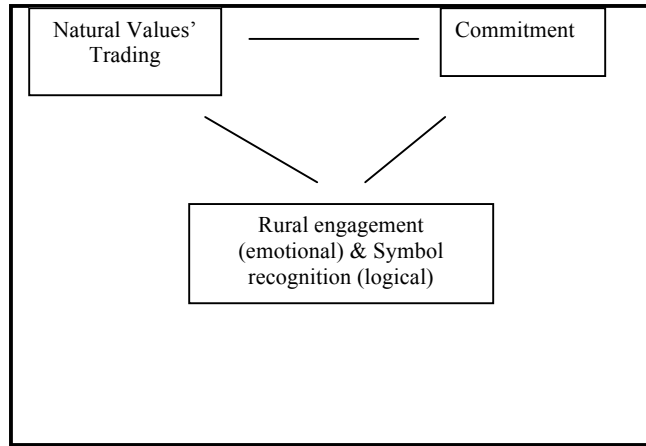 Natural Values’
Trading
Commitment
Rural engagement
(emotional) & Symbol
recognition (logical)